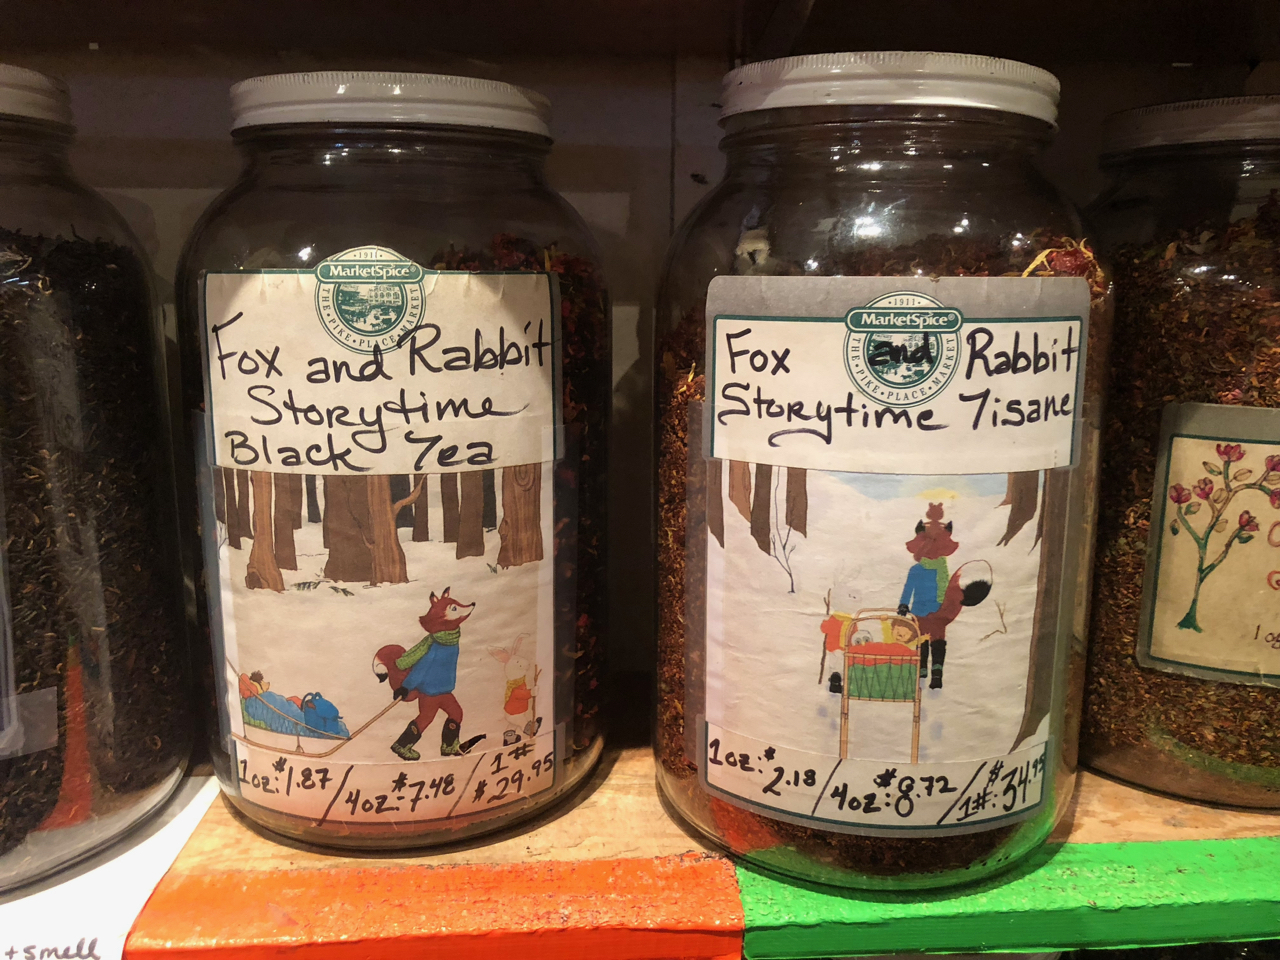 ·1911·
MarketSpice®
THE·PIKE·PLACE·MARKET
Fox and Rabbit
Storytime
Black Tea
1oz:$1.87/4oz:$7.48/1# $29.95
·1911·
MarketSpice®
THE·PIKE·PLACE·MARKET
Fox and Rabbit
Storytime Tisane
1oz:$2.18/4oz:$8.72/1#:$34.95
+ smell